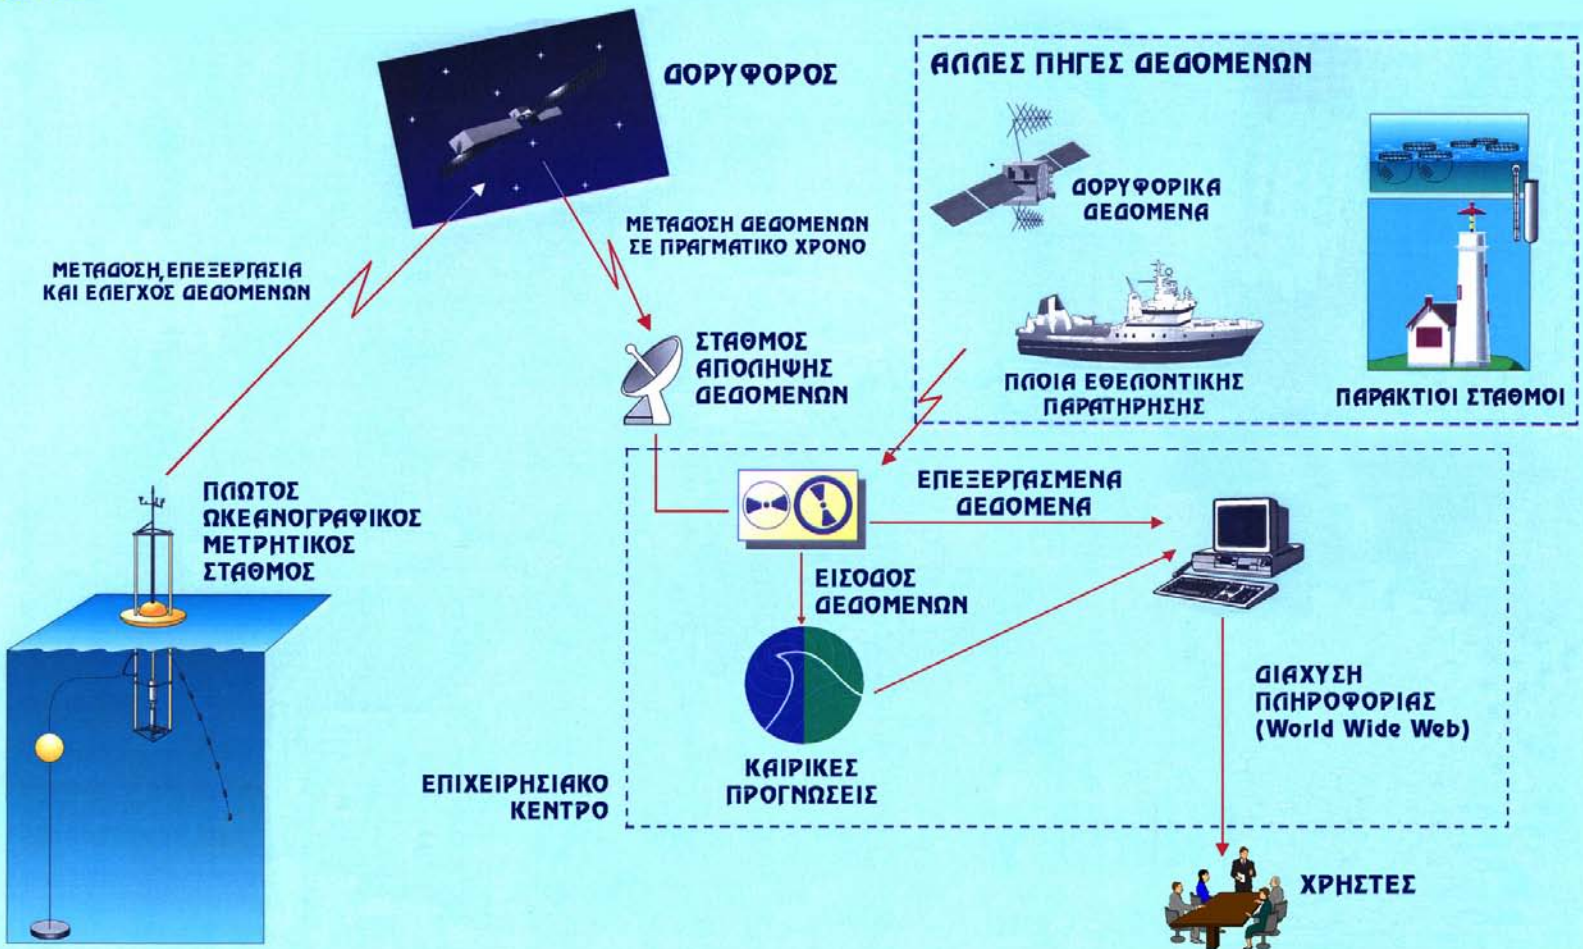 ΔΟΡΥΦΟΡΟΣ
ΑΛΛΕΣ ΠΗΓΕΣ ΔΕΔΟΜΕΝΩΝ
ΔΟΡΥΦΟΡΙΚΑ
ΔΕΔΟΜΕΝΑ
ΜΕΤΑΔΟΣΗ ΔΕΔΟΜΕΝΩΝ
ΣΕ ΠΡΑΓΜΑΤΙΚΟ ΧΡΟΝΟ
ΜΕΤΑΔΟΣΗ, ΕΠΕΞΕΡΓΑΣΙΑ
ΚΑΙ ΕΛΕΓΧΟΣ ΔΕΔΟΜΕΝΩΝ
ΣΤΑΘΜΟΣ
ΑΠΟΛΗΨΗΣ
ΔΕΔΟΜΕΝΩΝ
ΠΛΟΙΑ ΕΘΕΛΟΝΤΙΚΗΣ
ΠΑΡΑΤΗΡΗΣΗΣ
ΠΑΡΑΚΤΙΟΙ ΣΤΑΘΜΟΙ
ΠΛΩΤΟΣ
ΩΚΕΑΝΟΓΡΑΦΙΚΟΣ
ΜΕΤΡΗΤΙΚΟΣ
ΣΤΑΘΜΟΣ
ΕΠΕΞΕΡΓΑΣΜΕΝΑ
ΔΕΔΟΜΕΝΑ
ΕΙΣΟΔΟΣ
ΔΕΔΟΜΕΝΩΝ
ΔΙΑΧΥΣΗ
ΠΛΗΡΟΦΟΡΙΑΣ
(World Wide Web)
ΚΑΙΡΙΚΕΣ
ΠΡΟΓΝΩΣΕΙΣ
ΕΠΙΧΕΙΡΗΣΙΑΚΟ
ΚΕΝΤΡΟ
ΧΡΗΣΤΕΣ